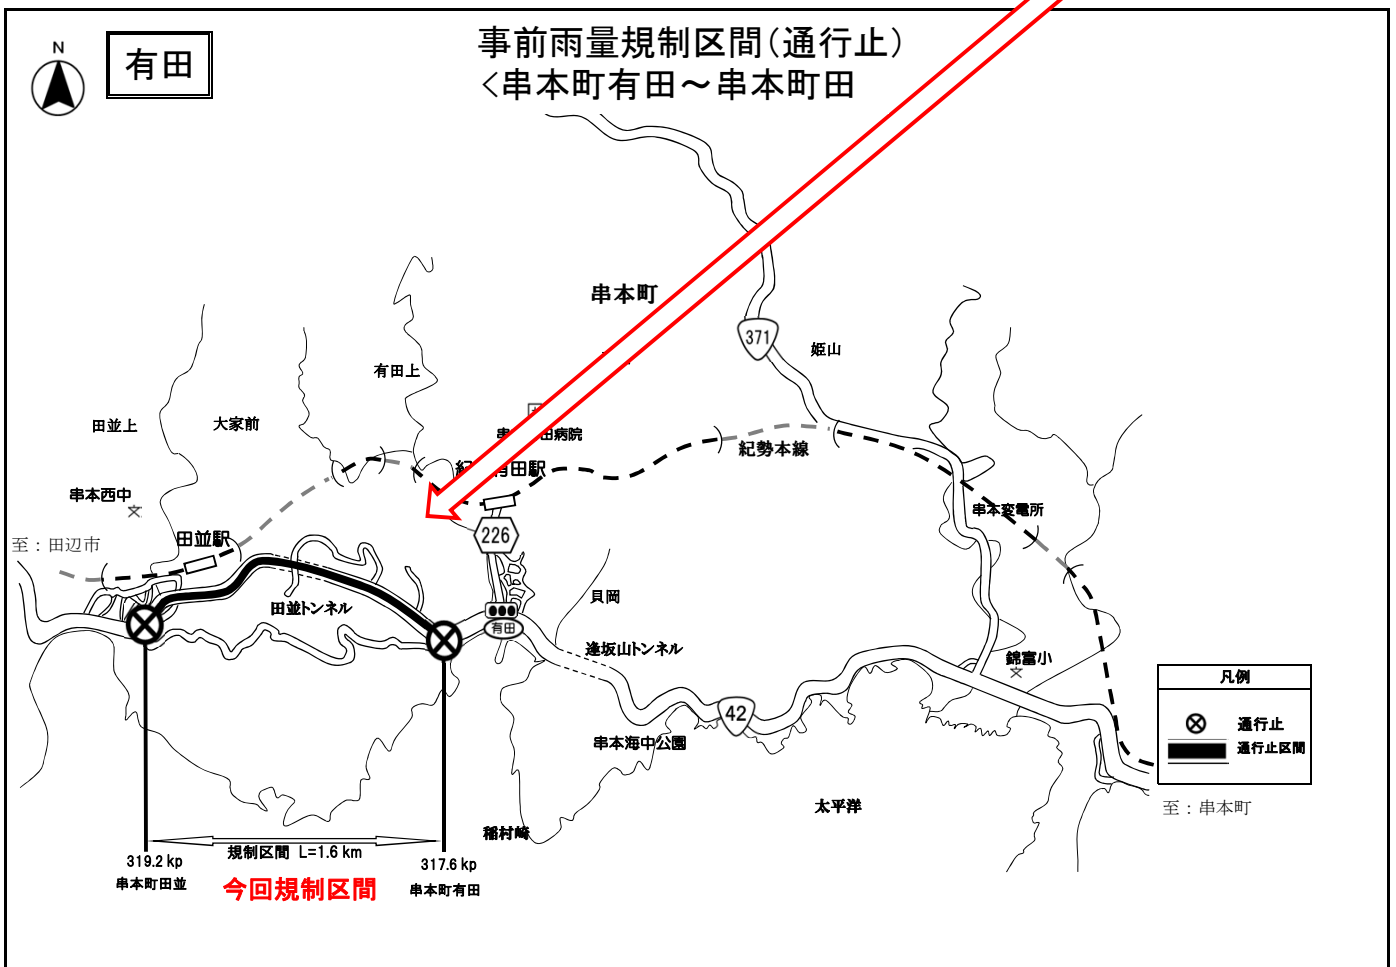 N
有田
事前雨量規制区間(通行止)
<串本町有田～串本町田
串本町
371
姫山
有田上
田並上
大家前
田病院
紀勢本線
有田駅
串本西中
文
串本変電所
226
田並駅
至：田辺市
田並トンネル
貝岡
有田
逢坂山トンネル
錦富小
文
凡例
通行止
通行止区間
42
串本海中公園
太平洋
至：串本町
稲村崎
規制区間 L=1.6 km
319.2 kp
串本町田並
317.6 kp
串本町有田
今回規制区間